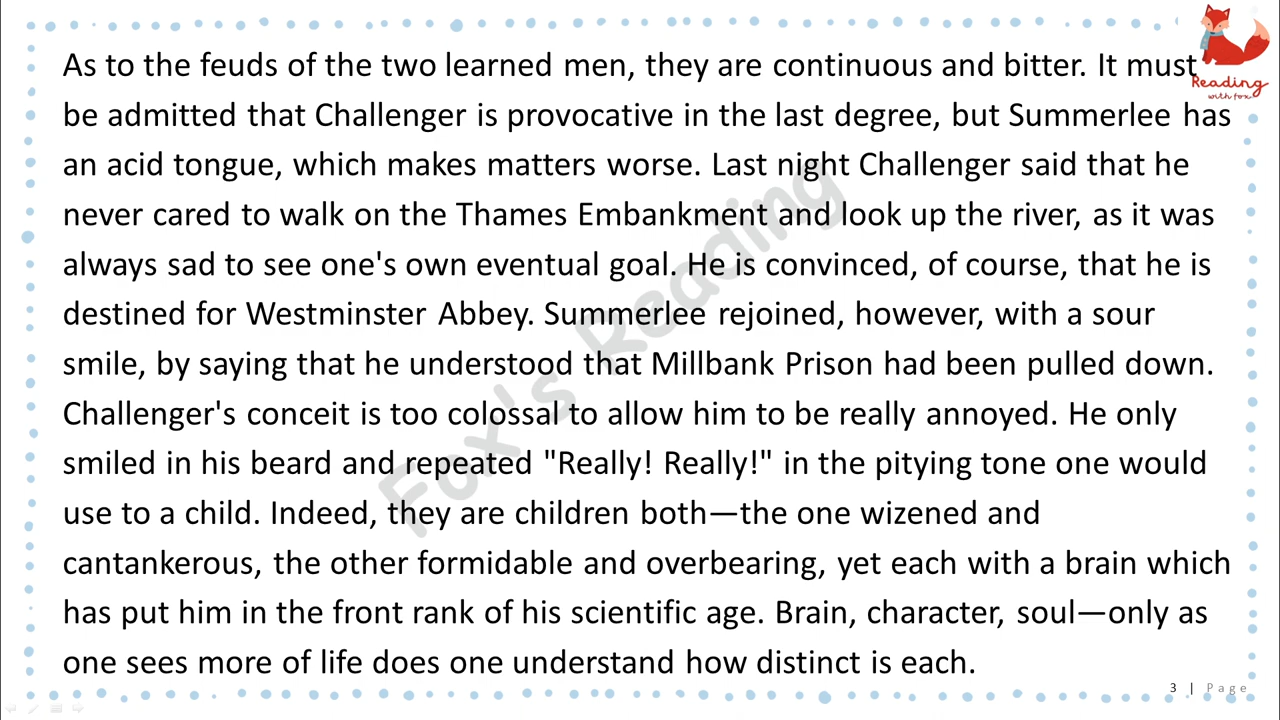 As to the feuds of the two learned men, they are continuous and bitter. It must
be admitted that Challenger is provocative in the last degree, but Summerlee has
an acid tongue, which makes matters worse. Last night Challenger said that he
never cared to walk on the Thames Embankment and look up the river, as it was
always sad to see one's own eventual goal. He is convinced, of course, that he is
destined for Westminster Abbey. Summerlee rejoined, however, with a sour
smile, by saying that he understood that Millbank Prison had been pulled down.
Challenger's conceit is too colossal to allow him to be really annoyed. He only
smiled in his beard and repeated "Really! Really!" in the pitying tone one would
use to a child. Indeed, they are children both—the one wizened and
cantankerous, the other formidable and overbearing, yet each with a brain which
has put him in the front rank of his scientific age. Brain, character, soul—only as
one sees more of life does one understand how distinct is each.
Reading
with fox
Fox's Reading
3 | Page